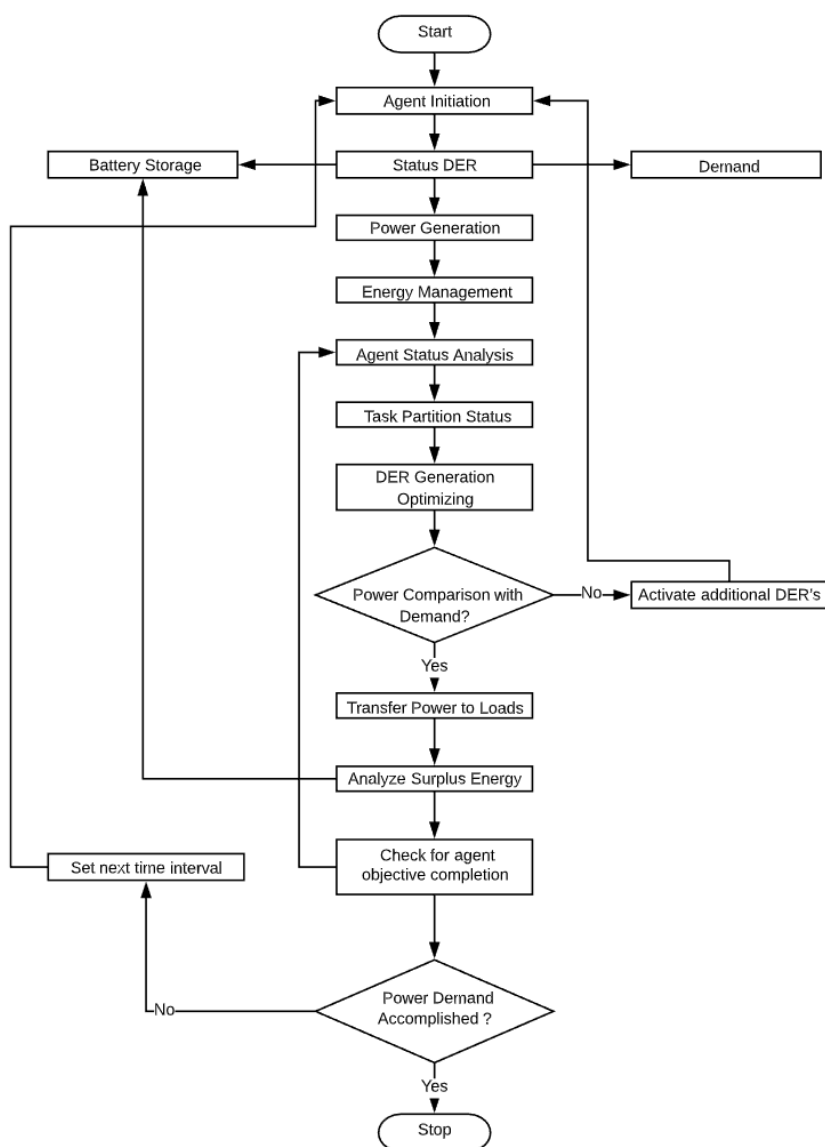 Start
Agent Initiation
Battery Storage
Status DER
Demand
Power Generation
Energy Management
Agent Status Analysis
Task Partition Status
DER Generation
Optimizing
Power Comparison with
Demand?
No
Activate additional DER's
Yes
Transfer Power to Loads
Analyze Surplus Energy
Check for agent
objective completion
Set next time interval
Power Demand
Accomplished ?
No
Yes
Stop